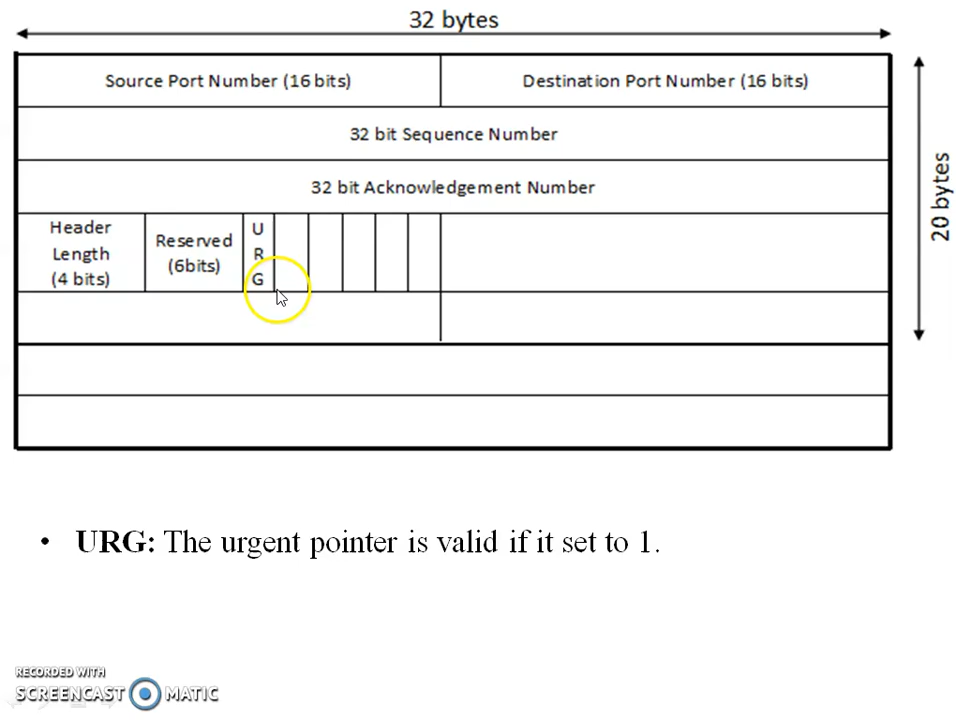 32 bytes
Source Port Number (16 bits)
Destination Port Number (16 bits)
32 bit Sequence Number
32 bit Acknowledgement Number
20 bytes
Header
Length
(4 bits)
Reserved
(6bits)
U
R
G
• URG: The urgent pointer is valid if it set to 1.
RECORDED WITH
SCREENCAST MATIC